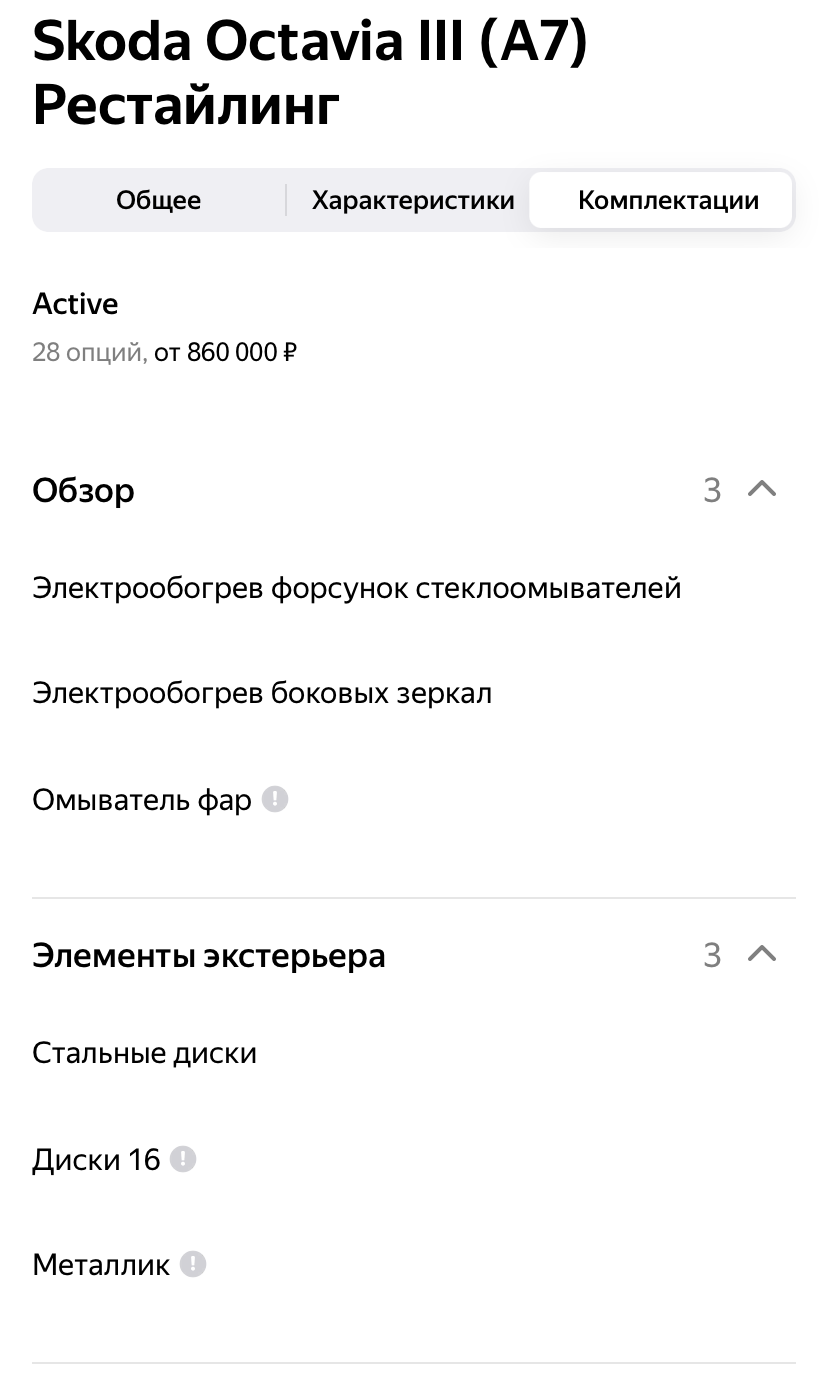 Skoda Octavia III (A7)
Рестайлинг
Общее Характеристики Комплектации
Active
28 опций, от 860 000 ₽
Обзор 3
Электрообогрев форсунок стеклоомывателей
Электрообогрев боковых зеркал
Омыватель фар !
Элементы экстерьера 3
Стальные диски
Диски 16 !
Металлик !